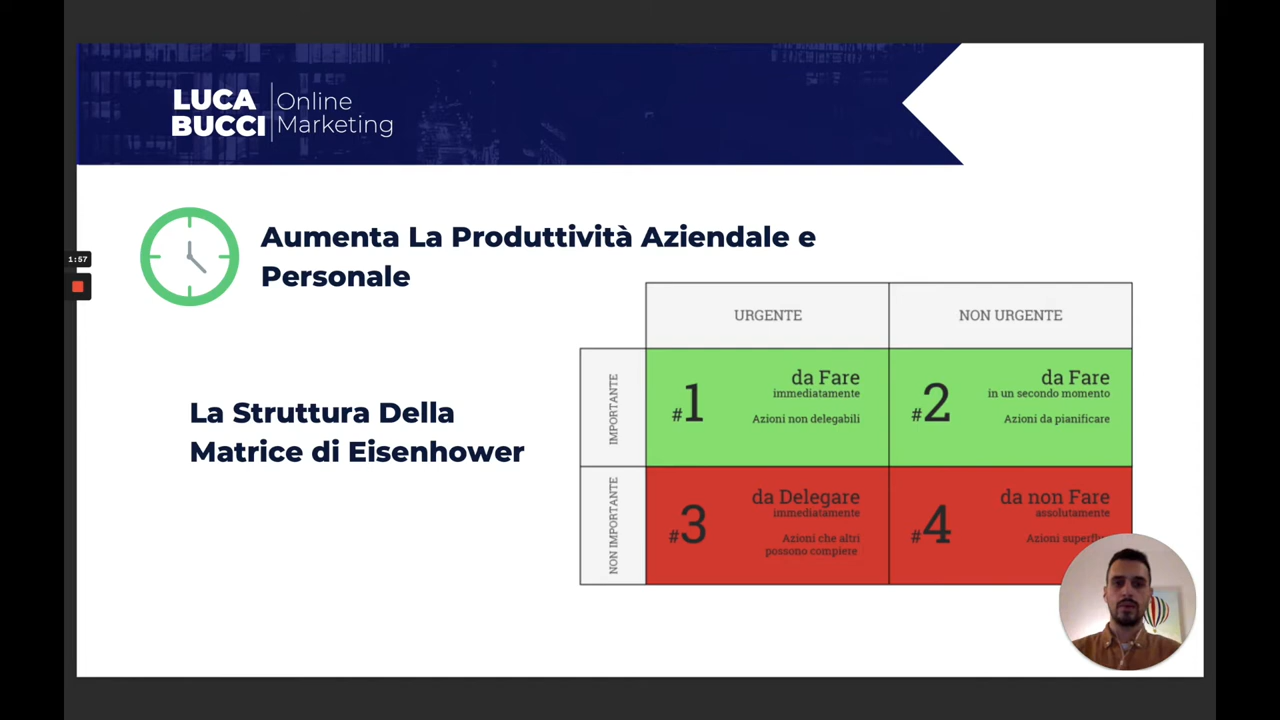 LUCA
BUCCI
Online
Marketing
1:57
Aumenta La Produttività Aziendale e
Personale
La Struttura Della
Matrice di Eisenhower
URGENTE
NON URGENTE
IMPORTANTE
#1
da Fare
immediatamente
Azioni non delegabili
#2
da Fare
in un secondo momento
Azioni da pianificare
NON IMPORTANTE
#3
da Delegare
immediatamente
Azioni che altri
possono compiere
#4
da non Fare
assolutamente
Azioni